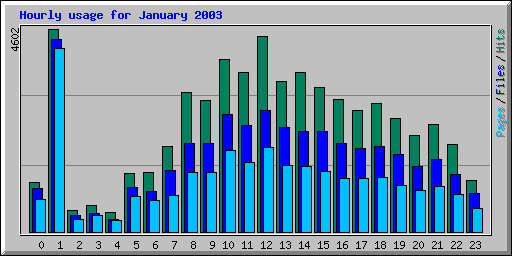 Hourly usage for January 2003
4602
Pages / Files / Hits
0 1 2 3 4 5 6 7 8 9 10 11 12 13 14 15 16 17 18 19 20 21 22 23